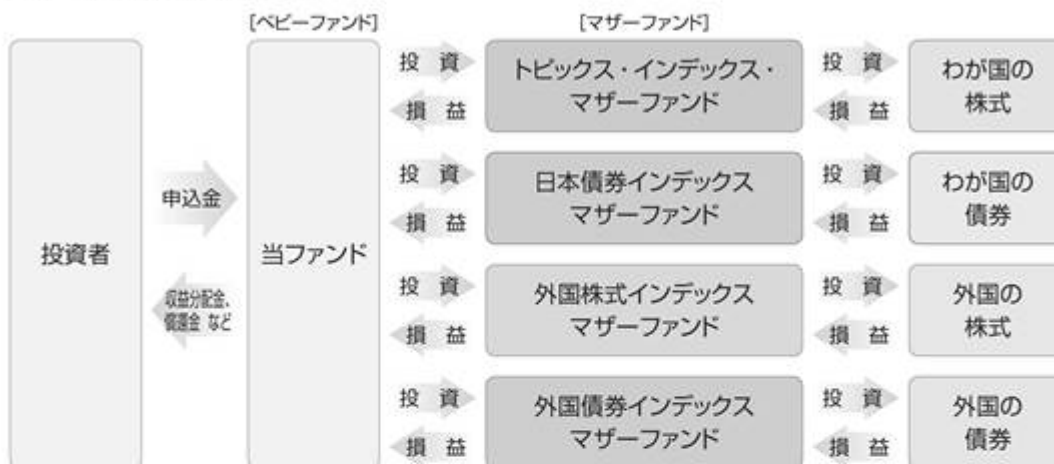 [ベビーファンド]
[マザーファンド]
投資者
申込金
収益分配金、
償還金 など
当ファンド
投 資
損 益
トピックス・インデックス・
マザーファンド
投 資
損 益
わが国の
株式
投 資
損 益
日本債券インデックス
マザーファンド
投 資
損 益
わが国の
債券
投 資
損 益
外国株式インデックス
マザーファンド
投 資
損 益
外国の
株式
投 資
損 益
外国債券インデックス
マザーファンド
投 資
損 益
外国の
債券